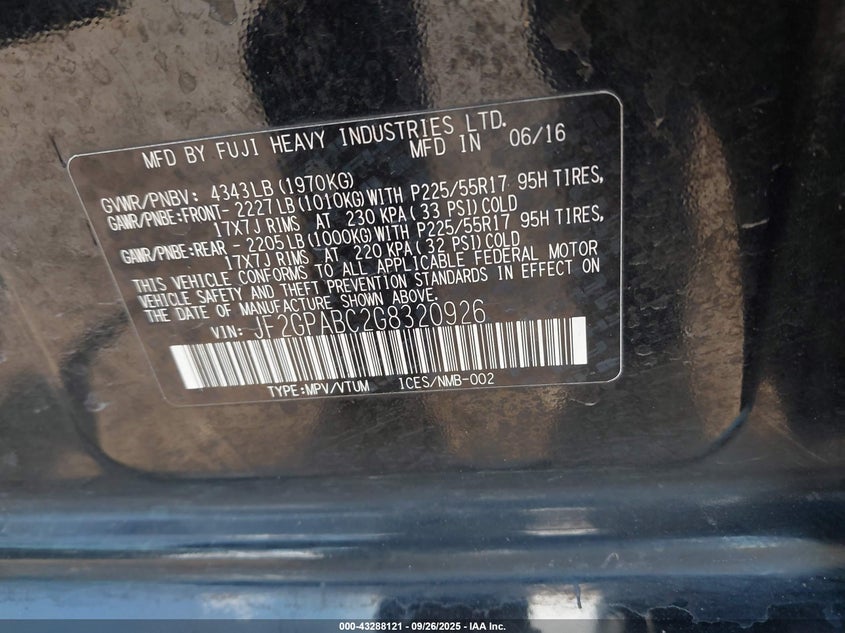 MFD BY FUJI HEAVY INDUSTRIES LTD.
MFD IN 06/16
GVWR/PNBV: 4343LB (1970KG)
GAWR/PNBE:FRONT- 2227LB(1010KG)WITH P225/55R17 95H TIRES,
17X7J RIMS AT 230 KPA(33 PSI)COLD
GAWR/PNBE:REAR - 2205LB(1000KG)WITH P225/55R17 95H TIRES,
17X7J RIMS AT 220 KPA(32 PSI)COLD
THIS VEHICLE CONFORMS TO ALL APPLICABLE FEDERAL MOTOR
VEHICLE SAFETY AND THEFT PREVENTION STANDARDS IN EFFECT ON
THE DATE OF MANUFACTURE SHOWN ABOVE.
VIN: JF2GPABC2G8320926
TYPE:MPV/VTUM ICES/NMB-002
000-43288121 - 09/26/2025 - IAA Inc.